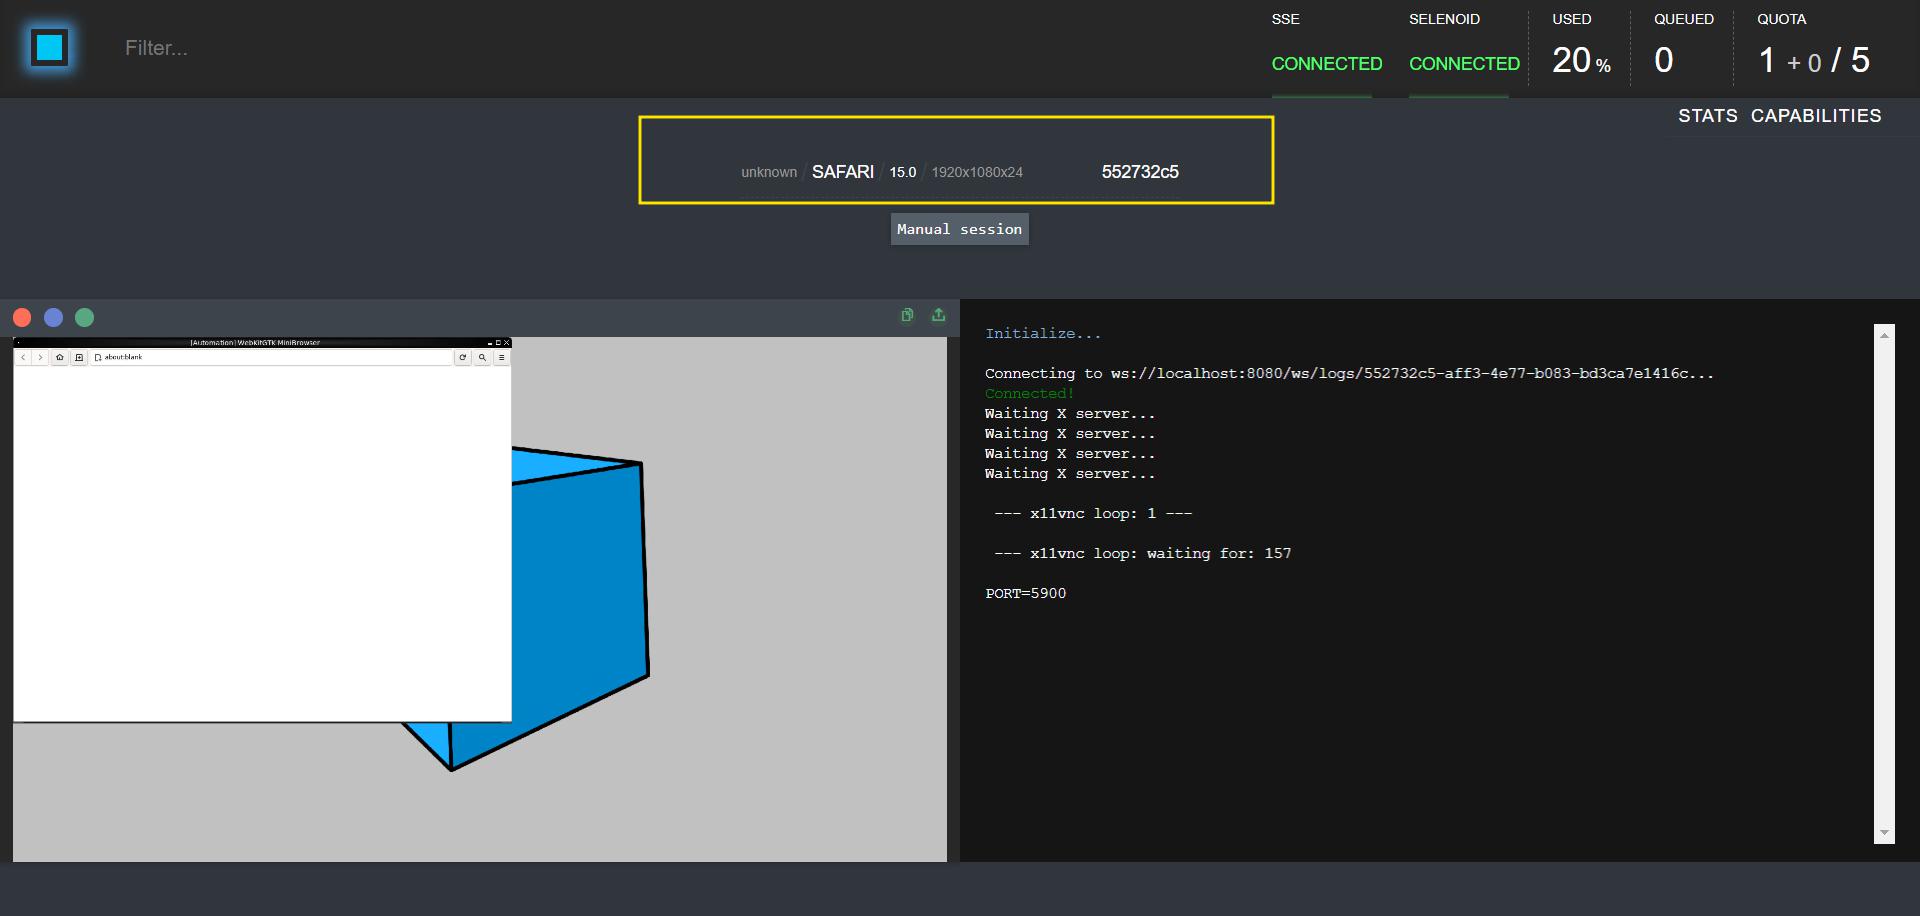 Filter...
SSE
CONNECTED
SELENOID
CONNECTED
USED
20 %
QUEUED
0
QUOTA
1 + 0 / 5
STATS CAPABILITIES
unknown / SAFARI / 15.0 / 1920x1080x24 552732c5
Manual session
[Automation] WebKitGTK MiniBrowser
about:blank
Initialize...
Connecting to ws://localhost:8080/ws/logs/552732c5-aff3-4e77-b083-bd3ca7e1416c...
Connected!
Waiting X server...
Waiting X server...
Waiting X server...
Waiting X server...
--- x11vnc loop: 1 ---
--- x11vnc loop: waiting for: 157
PORT=5900